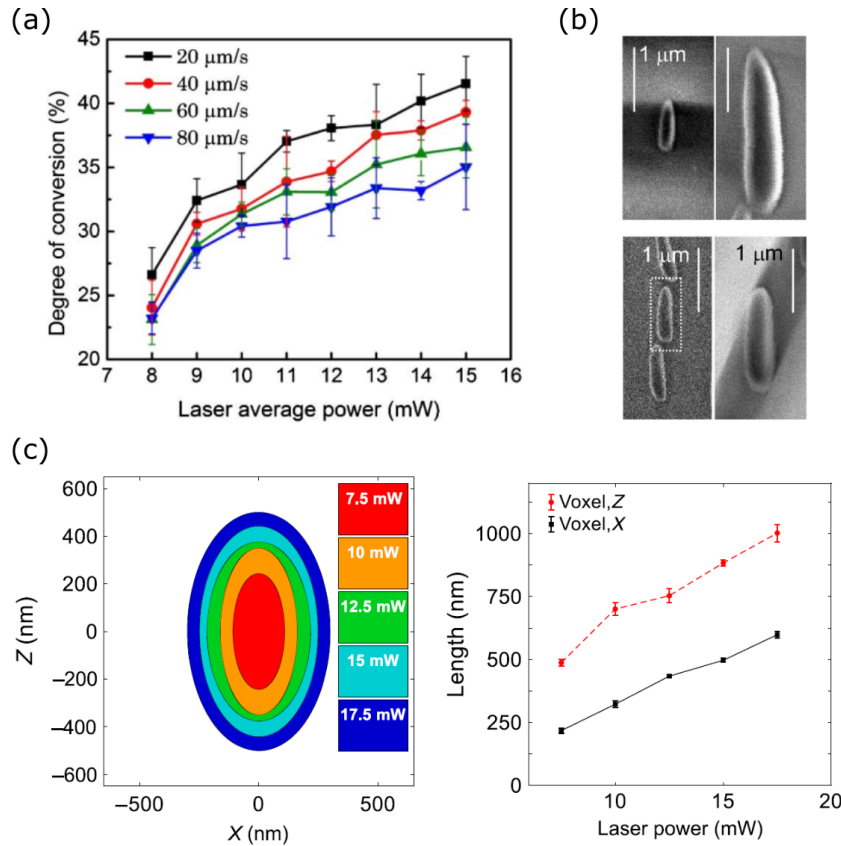 (a)
45
40
35
30
25
20
Degree of conversion (%)
20 μm/s
40 μm/s
60 μm/s
80 μm/s
7 8 9 10 11 12 13 14 15 16
Laser average power (mW)
(b)
1 μm
1 μm
1 μm
(c)
600
400
200
0
–200
–400
–600
Z (nm)
7.5 mW
10 mW
12.5 mW
15 mW
17.5 mW
–500 0 500
X (nm)
Voxel, Z
Voxel, X
1000
750
500
250
0
Length (nm)
10 15 20
Laser power (mW)